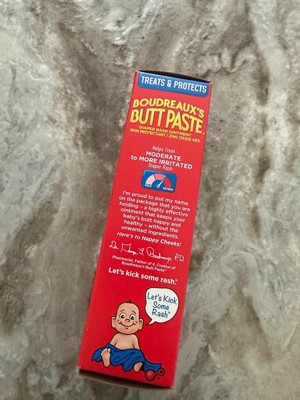 TREATS & PROTECTS
BOUDREAUX'S
BUTT PASTE
DIAPER RASH OINTMENT
SKIN PROTECTANT / ZINC OXIDE 40%
Helps Treat
MODERATE
to MORE IRRITATED
Diaper Rash
I'm proud to put my name
on the package that you are
holding – a highly effective
ointment that keeps your
baby's butt happy and
healthy – without the
unwanted ingredients.
Here's to Happy Cheeks!
Pharmacist, Father of 4, Creator of
Boudreaux's Butt Paste
Let's kick some rash.
Let's Kick
Some
Rash